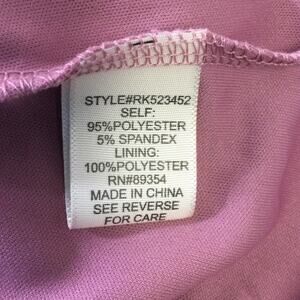 STYLE#RK523452
SELF:
95%POLYESTER
5% SPANDEX
LINING:
100%POLYESTER
RN#89354
MADE IN CHINA
SEE REVERSE
FOR CARE